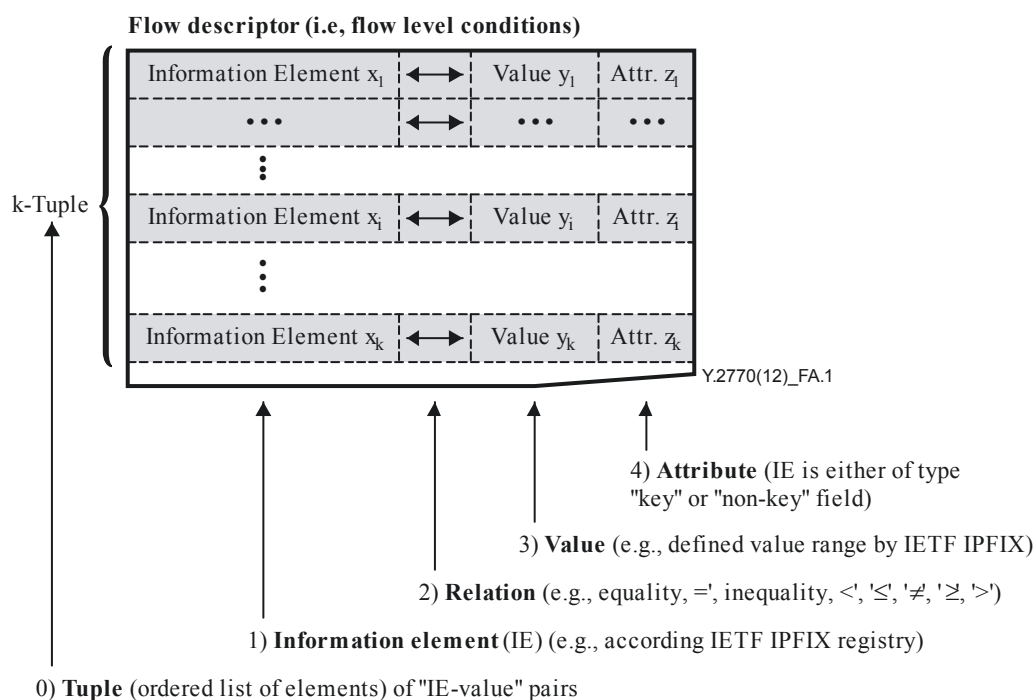 Flow descriptor (i.e, flow level conditions)
Information Element x1 Value y1 Attr. z1
••• ••• •••
k-Tuple
Information Element xi Value yi Attr. zi
Information Element xk Value yk Attr. zk
Y.2770(12)_FA.1
4) Attribute (IE is either of type
"key" or "non-key" field)
3) Value (e.g., defined value range by IETF IPFIX)
2) Relation (e.g., equality, =', inequality, <', '≤', '≠', '≥', '>')
1) Information element (IE) (e.g., according IETF IPFIX registry)
0) Tuple (ordered list of elements) of "IE-value" pairs